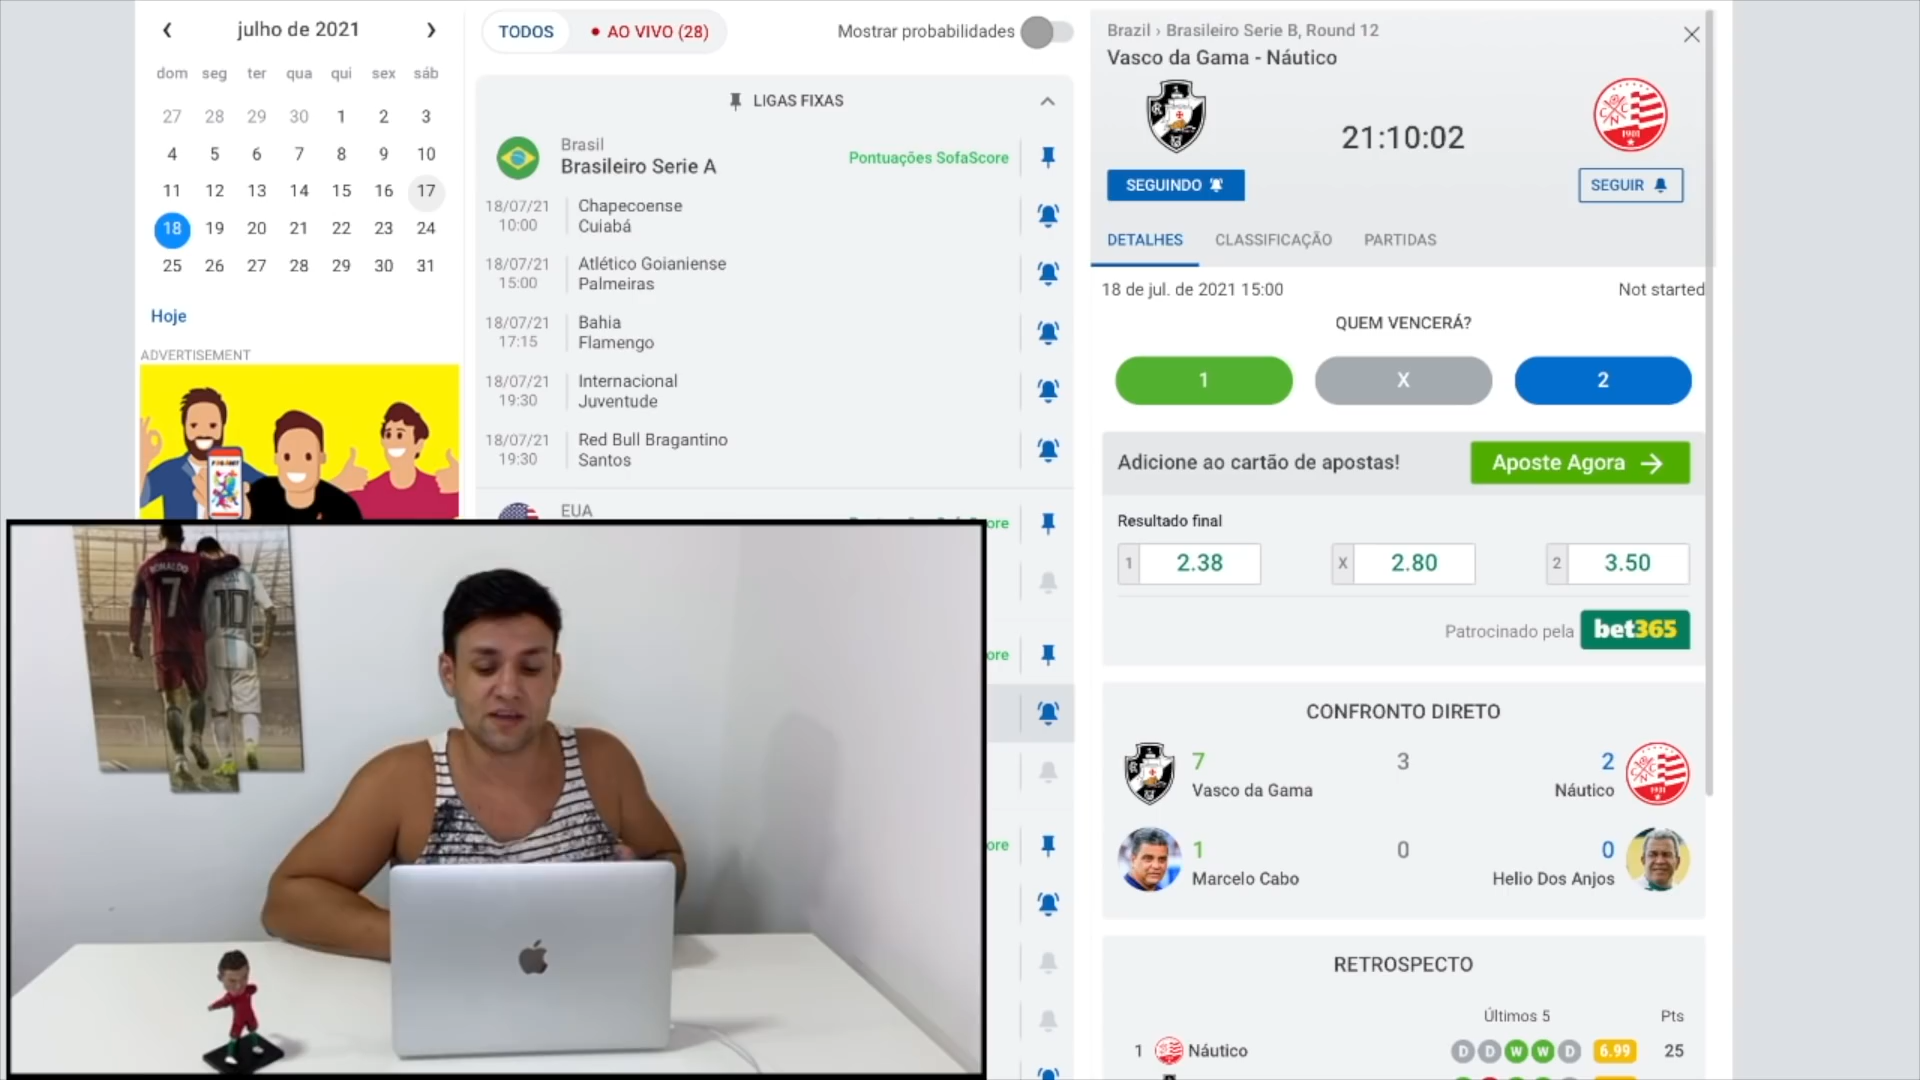 julho de 2021
dom seg ter qua qui sex sáb
27 28 29 30 1 2 3
4 5 6 7 8 9 10
11 12 13 14 15 16 17
18 19 20 21 22 23 24
25 26 27 28 29 30 31
Hoje
ADVERTISEMENT
TODOS
AO VIVO (28)
Mostrar probabilidades
LIGAS FIXAS
Brasil
Brasileiro Serie A
Pontuações SofaScore
18/07/21 Chapecoense
10:00 Cuiabá
18/07/21 Atlético Goianiense
15:00 Palmeiras
18/07/21 Bahia
17:15 Flamengo
18/07/21 Internacional
19:30 Juventude
18/07/21 Red Bull Bragantino
19:30 Santos
EUA
ore
ore
ore
RONALDO
7
10
Brazil › Brasileiro Serie B, Round 12
Vasco da Gama - Náutico
21:10:02
1901
SEGUINDO
SEGUIR
DETALHES CLASSIFICAÇÃO PARTIDAS
18 de jul. de 2021 15:00
Not started
QUEM VENCERÁ?
1 X 2
Adicione ao cartão de apostas!
Aposte Agora
Resultado final
1 2.38 X 2.80 2 3.50
Patrocinado pela bet365
CONFRONTO DIRETO
7 3 2
Vasco da Gama Náutico
1 0 0
Marcelo Cabo Helio Dos Anjos
RETROSPECTO
Últimos 5 Pts
1 Náutico D D W W D 6.99 25